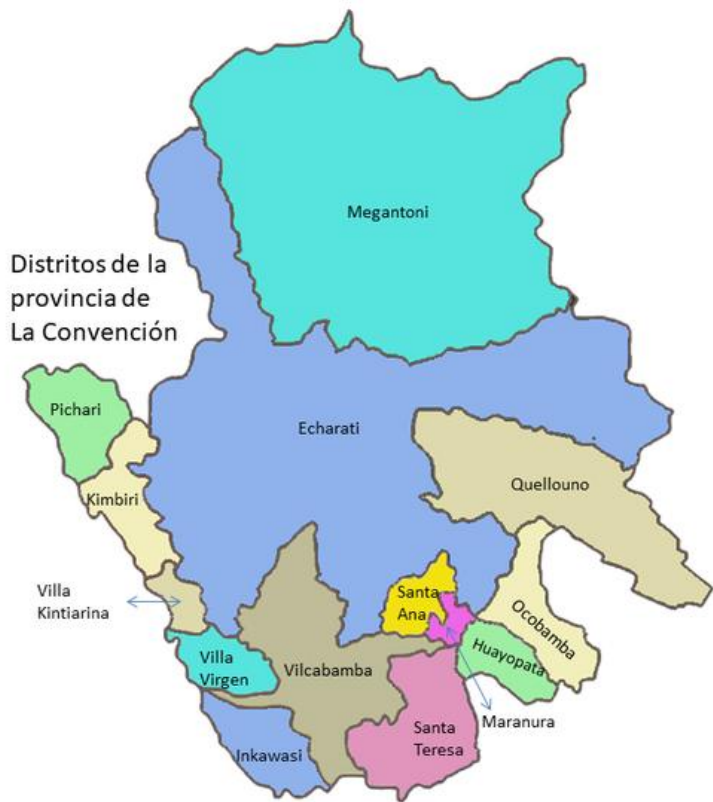 Megantoni
Distritos de la
provincia de
La Convención
Pichari
Echarati
Kimbiri
Quellouno
Villa
Kintiarina
Santa
Ana
Ocobamba
Huayopata
Villa
Virgen
Vilcabamba
Maranura
Santa
Teresa
Inkawasi